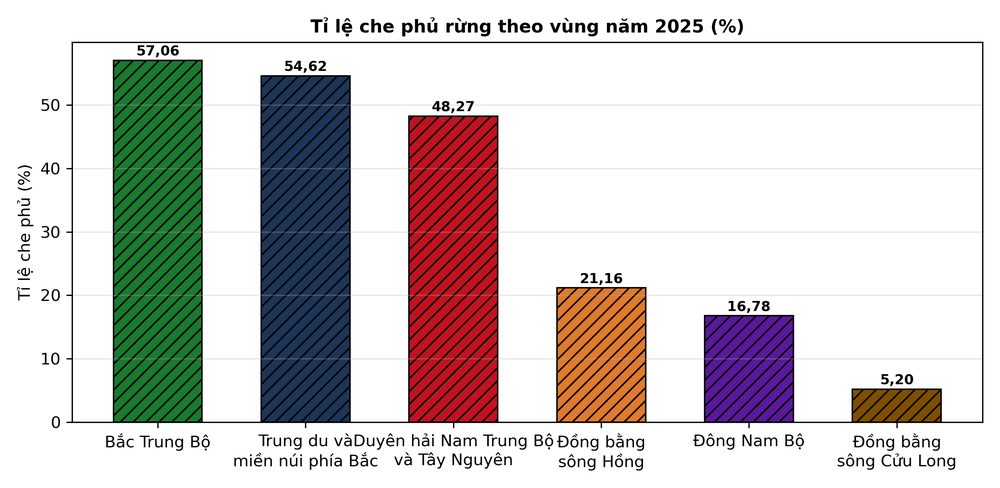 Tỉ lệ che phủ rừng theo vùng năm 2025 (%)
57,06
54,62
48,27
21,16
16,78
5,20
Tỉ lệ che phủ (%)
50
40
30
20
10
0
Bắc Trung Bộ
Trung du và
miền núi phía Bắc
Duyên hải Nam Trung Bộ
và Tây Nguyên
Đồng bằng
sông Hồng
Đông Nam Bộ
Đồng bằng
sông Cửu Long